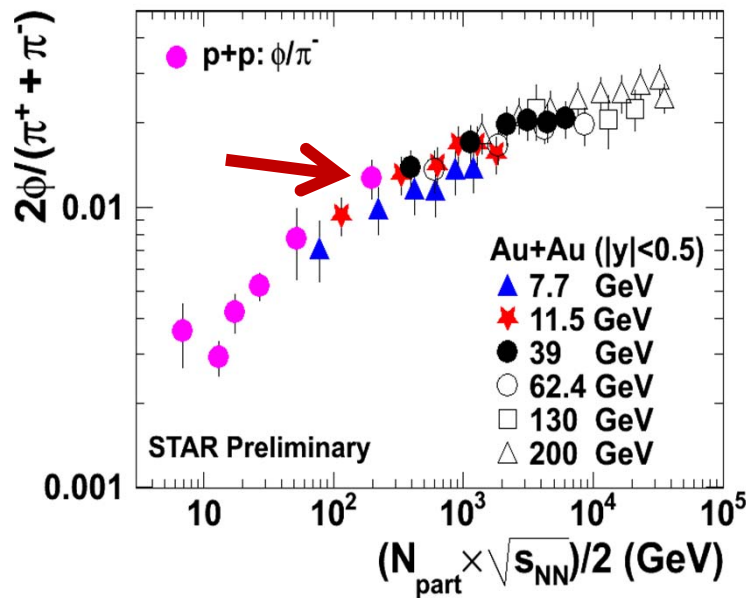 p+p: ϕ/π⁻
2ϕ/(π⁺ + π⁻)
0.01
0.001
Au+Au (|y|<0.5)
7.7 GeV
11.5 GeV
39 GeV
62.4 GeV
130 GeV
200 GeV
STAR Preliminary
10 10² 10³ 10⁴ 10⁵
(N_part × √s_NN)/2 (GeV)